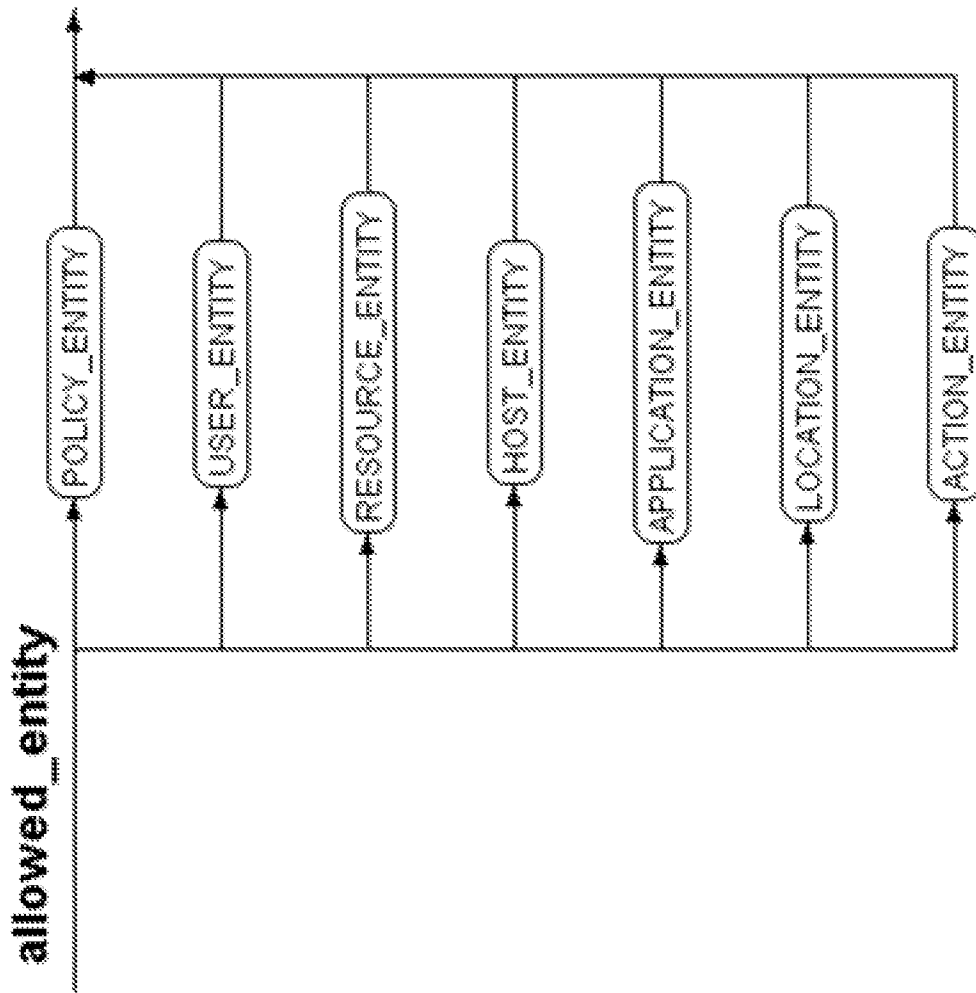 allowed_entity
POLICY_ENTITY
USER_ENTITY
RESOURCE_ENTITY
HOST_ENTITY
APPLICATION_ENTITY
LOCATION_ENTITY
ACTION_ENTITY